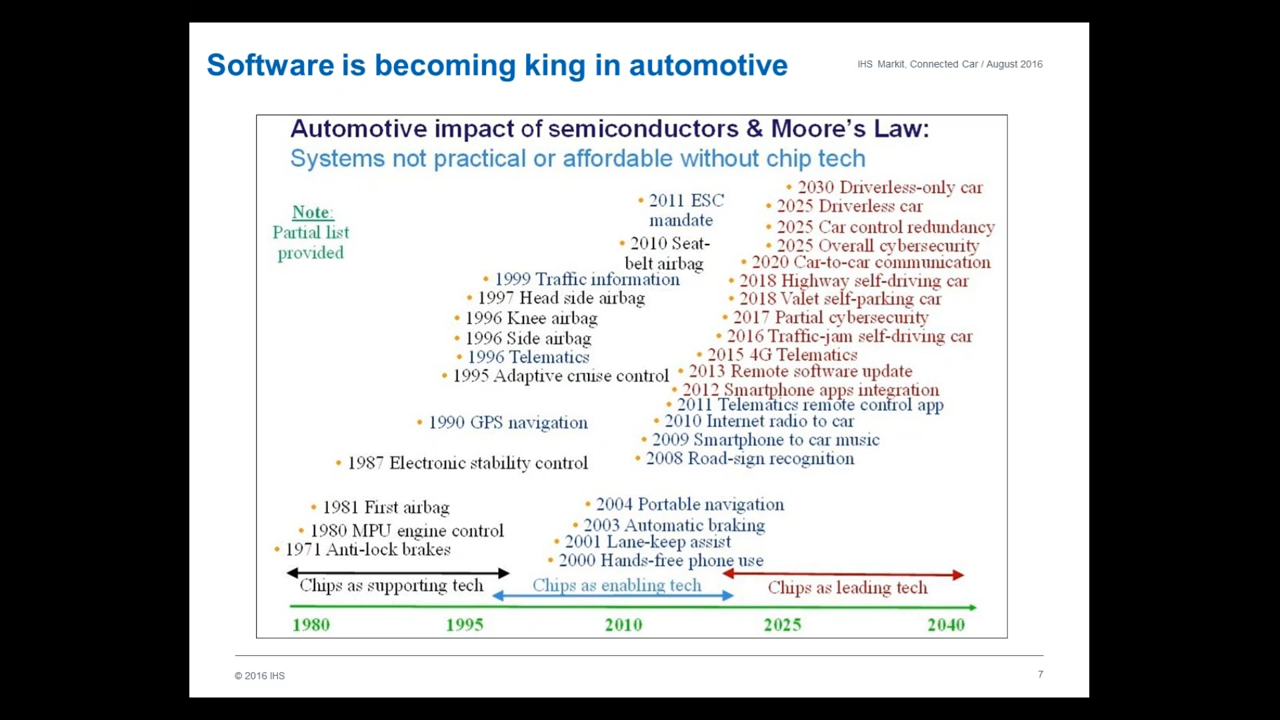 Software is becoming king in automotive
IHS Markit, Connected Car / August 2016
Automotive impact of semiconductors & Moore's Law:
Systems not practical or affordable without chip tech
Note:
Partial list
provided
• 2011 ESC
mandate
• 2010 Seat-
belt airbag
• 1999 Traffic information
• 1997 Head side airbag
• 1996 Knee airbag
• 1996 Side airbag
• 1996 Telematics
• 1995 Adaptive cruise control
• 1990 GPS navigation
• 1987 Electronic stability control
• 1981 First airbag
• 1980 MPU engine control
• 1971 Anti-lock brakes
• 2030 Driverless-only car
• 2025 Driverless car
• 2025 Car control redundancy
• 2025 Overall cybersecurity
• 2020 Car-to-car communication
• 2018 Highway self-driving car
• 2018 Valet self-parking car
• 2017 Partial cybersecurity
• 2016 Traffic-jam self-driving car
• 2015 4G Telematics
• 2013 Remote software update
• 2012 Smartphone apps integration
• 2011 Telematics remote control app
• 2010 Internet radio to car
• 2009 Smartphone to car music
• 2008 Road-sign recognition
• 2004 Portable navigation
• 2003 Automatic braking
• 2001 Lane-keep assist
• 2000 Hands-free phone use
Chips as supporting tech
Chips as enabling tech
Chips as leading tech
1980 1995 2010 2025 2040
© 2016 IHS
7